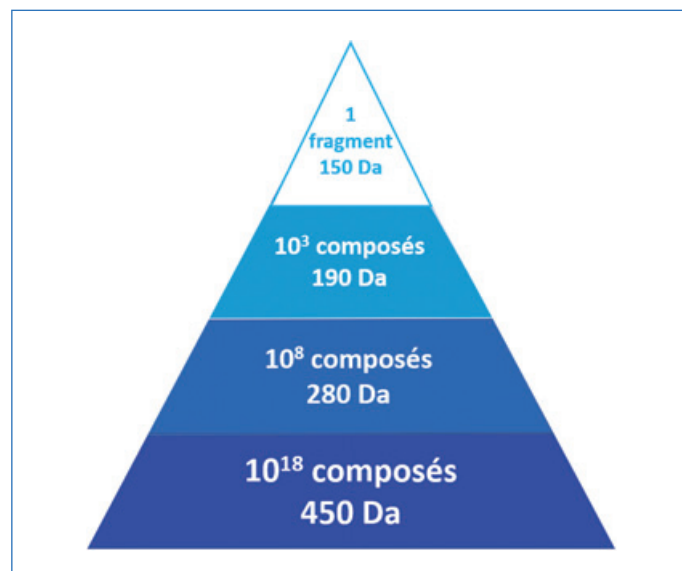 1
fragment
150 Da
10³ composés
190 Da
10⁸ composés
280 Da
10¹⁸ composés
450 Da